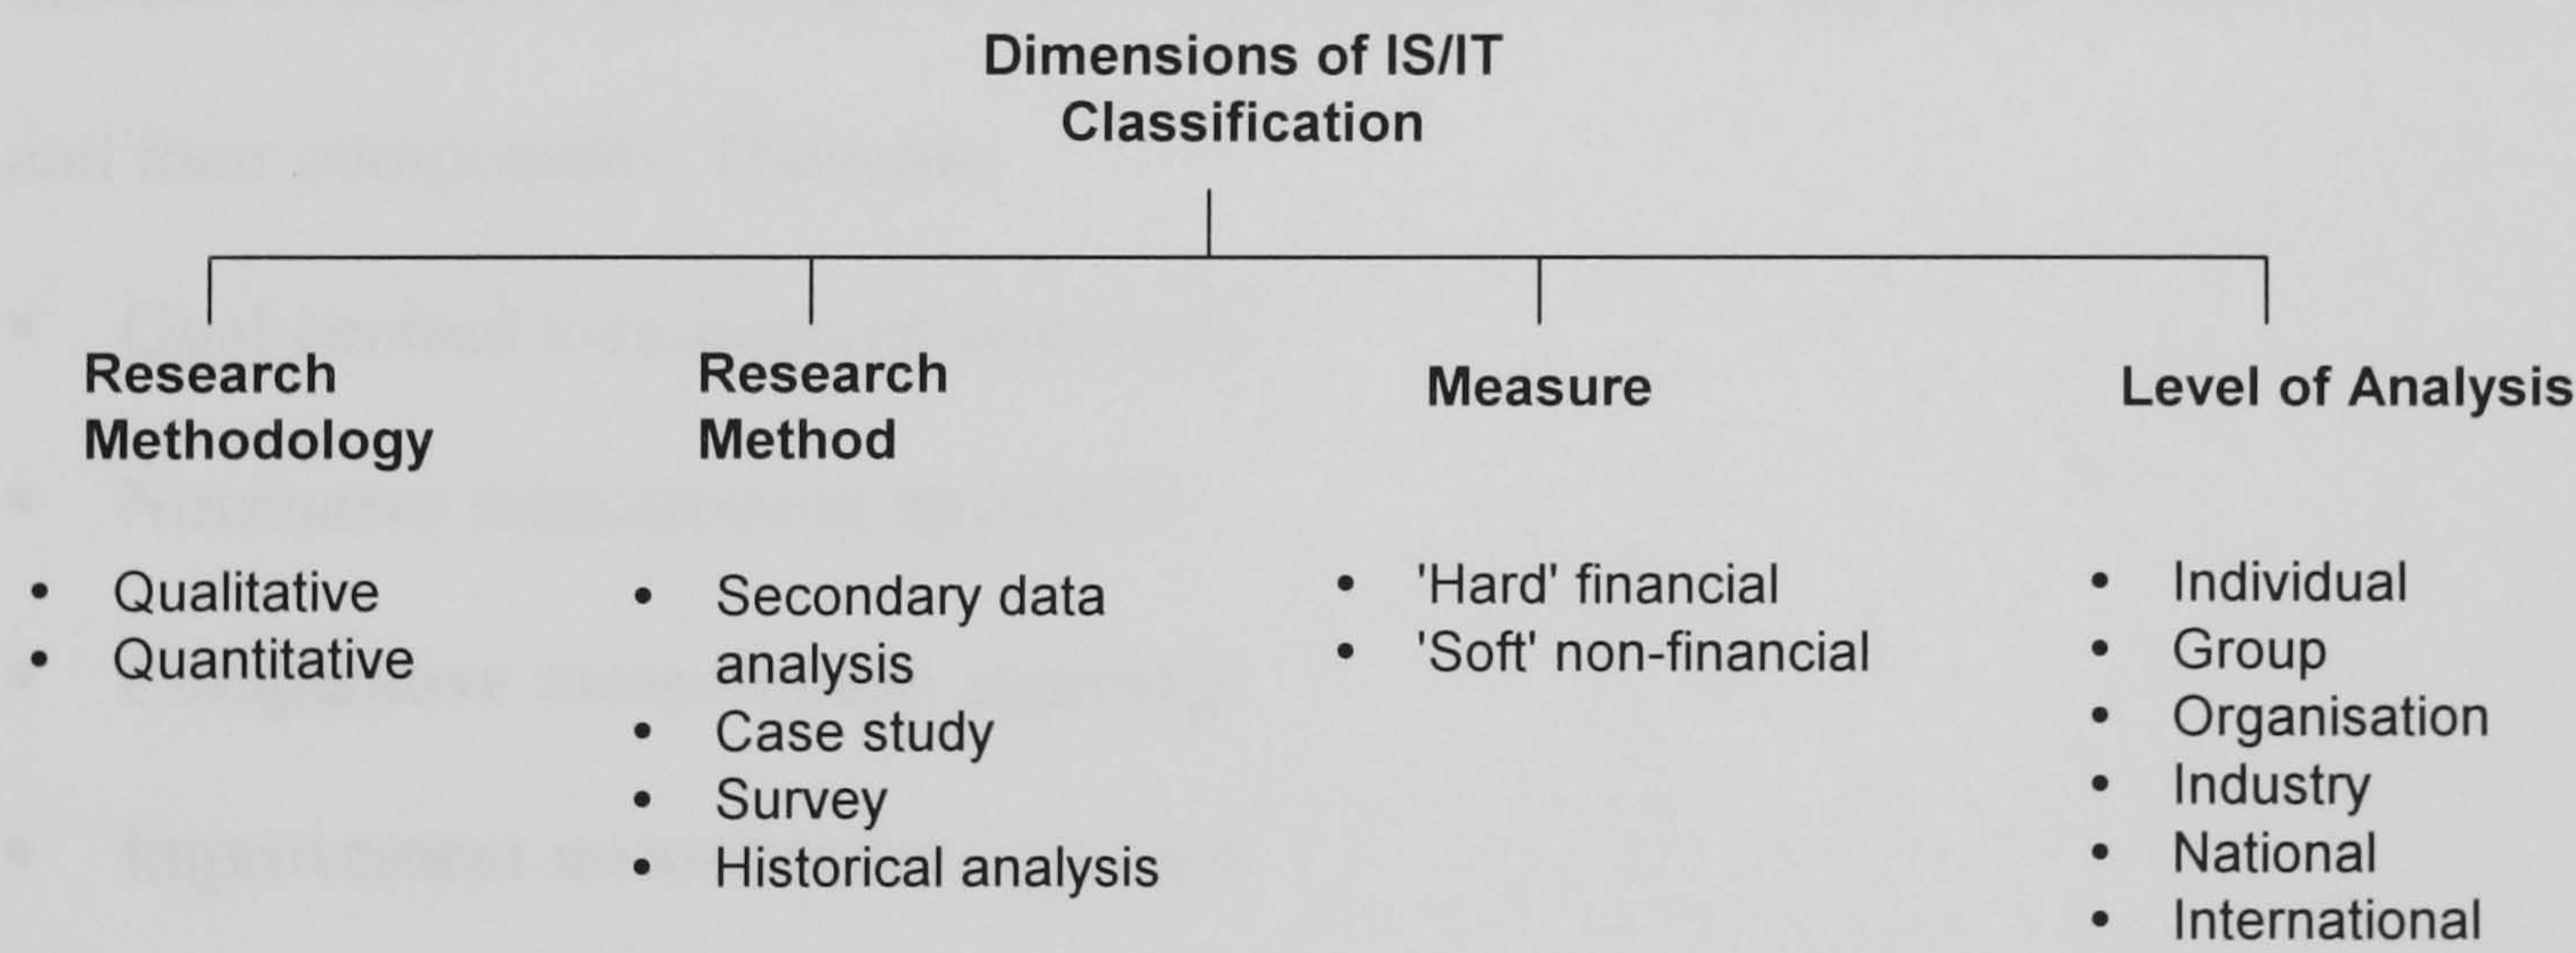 Dimensions of IS/IT
Classification
Research
Methodology
• Qualitative
• Quantitative
Research
Method
• Secondary data
analysis
• Case study
• Survey
• Historical analysis
Measure
• 'Hard' financial
• 'Soft' non-financial
Level of Analysis
• Individual
• Group
• Organisation
• Industry
• National
• International